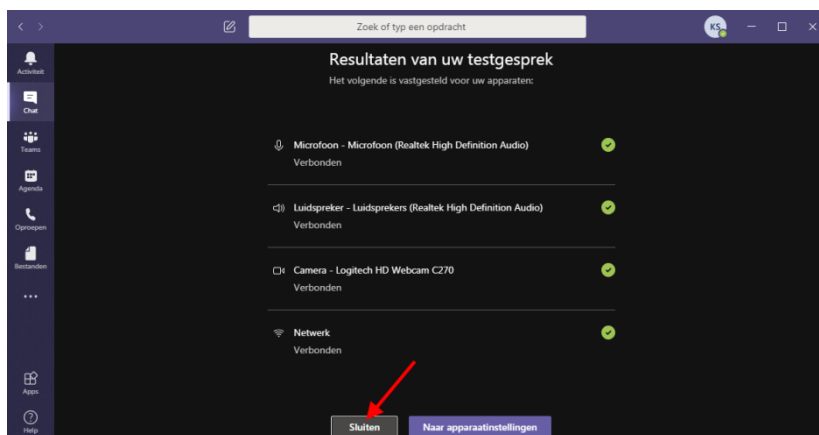 Zoek of typ een opdracht
KS
Activiteit
Chat
Teams
Agenda
Oproepen
Bestanden
Apps
Help
Resultaten van uw testgesprek
Het volgende is vastgesteld voor uw apparaten:
Microfoon - Microfoon (Realtek High Definition Audio)
Verbonden
Luidspreker - Luidsprekers (Realtek High Definition Audio)
Verbonden
Camera - Logitech HD Webcam C270
Verbonden
Netwerk
Verbonden
Sluiten
Naar apparaatinstellingen